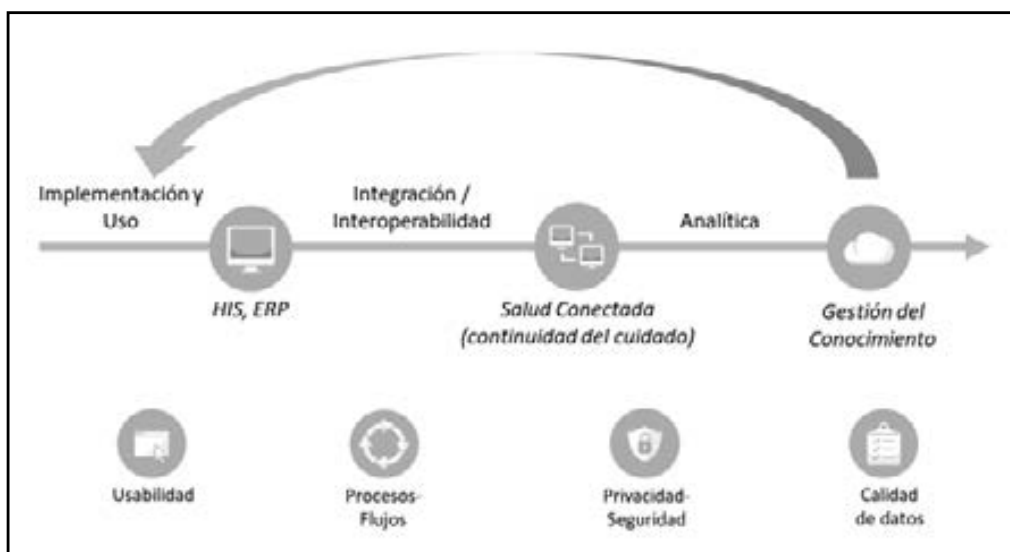 Implementación y
Uso
Integración /
Interoperabilidad
Analítica
HIS, ERP
Salud Conectada
(continuidad del cuidado)
Gestión del
Conocimiento
Usabilidad
Procesos-
Flujos
Privacidad-
Seguridad
Calidad
de datos